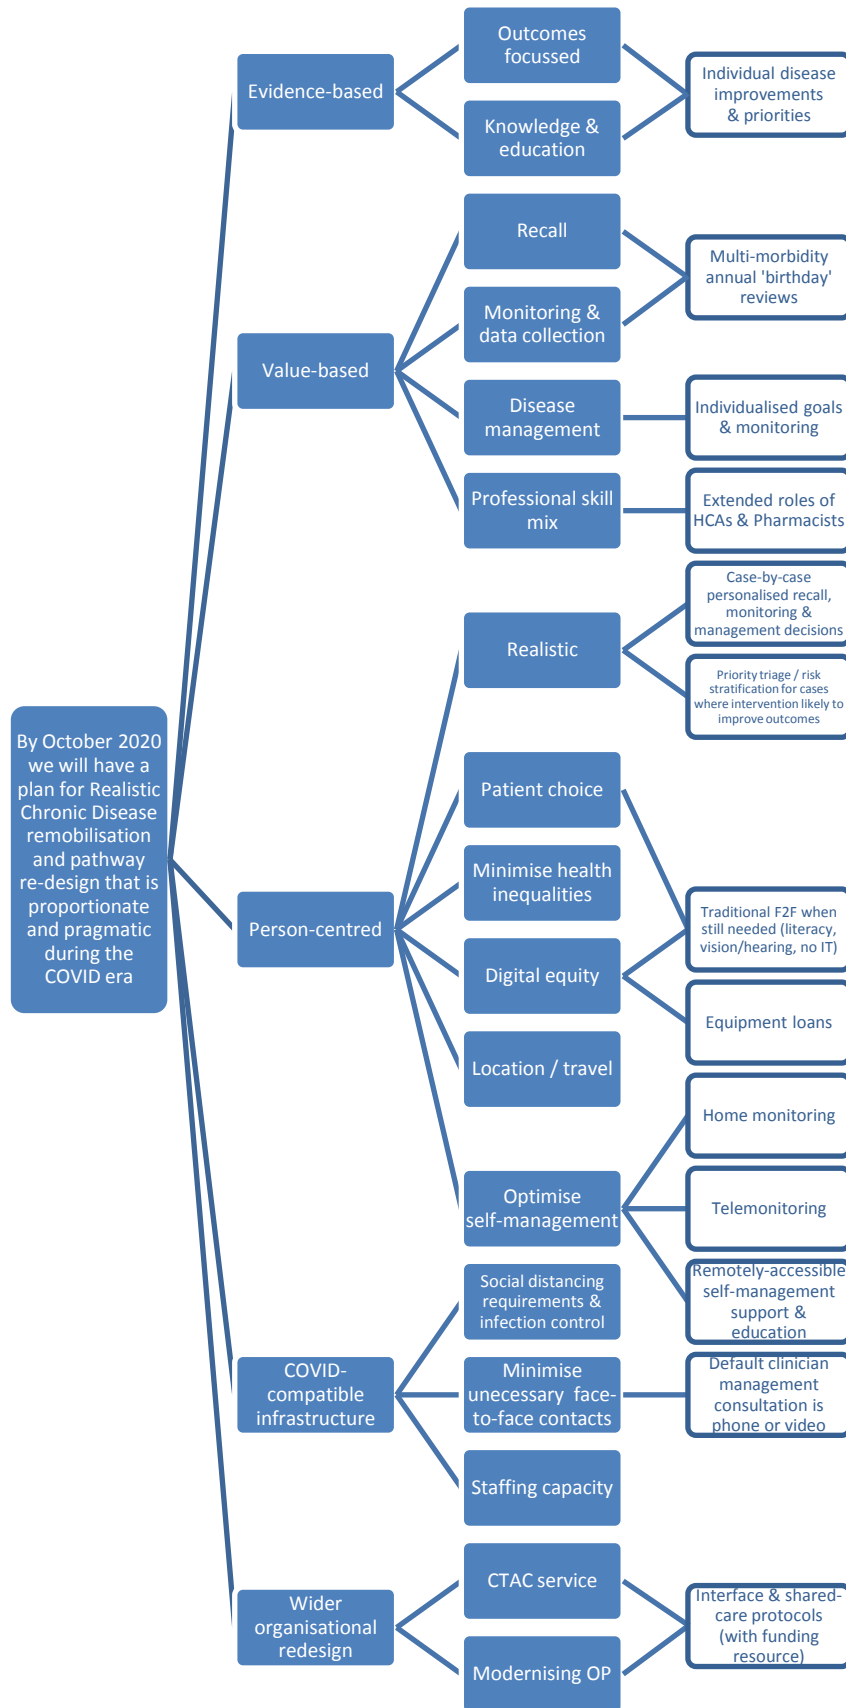 By October 2020
we will have a
plan for Realistic
Chronic Disease
remobilisation
and pathway
re-design that is
proportionate
and pragmatic
during the
COVID era
Evidence-based
Outcomes
focussed
Knowledge &
education
Individual disease
improvements
& priorities
Value-based
Recall
Monitoring &
data collection
Multi-morbidity
annual 'birthday'
reviews
Disease
management
Individualised goals
& monitoring
Professional skill
mix
Extended roles of
HCAs & Pharmacists
Person-centred
Realistic
Case-by-case
personalised recall,
monitoring &
management decisions
Priority triage / risk
stratification for cases
where intervention likely to
improve outcomes
Patient choice
Minimise health
inequalities
Digital equity
Traditional F2F when
still needed (literacy,
vision/hearing, no IT)
Equipment loans
Location / travel
Optimise
self-management
Home monitoring
Telemonitoring
Remotely-accessible
self-management
support &
education
COVID-
compatible
infrastructure
Social distancing
requirements &
infection control
Minimise
unecessary face-
to-face contacts
Default clinician
management
consultation is
phone or video
Staffing capacity
Wider
organisational
redesign
CTAC service
Modernising OP
Interface & shared-
care protocols
(with funding
resource)